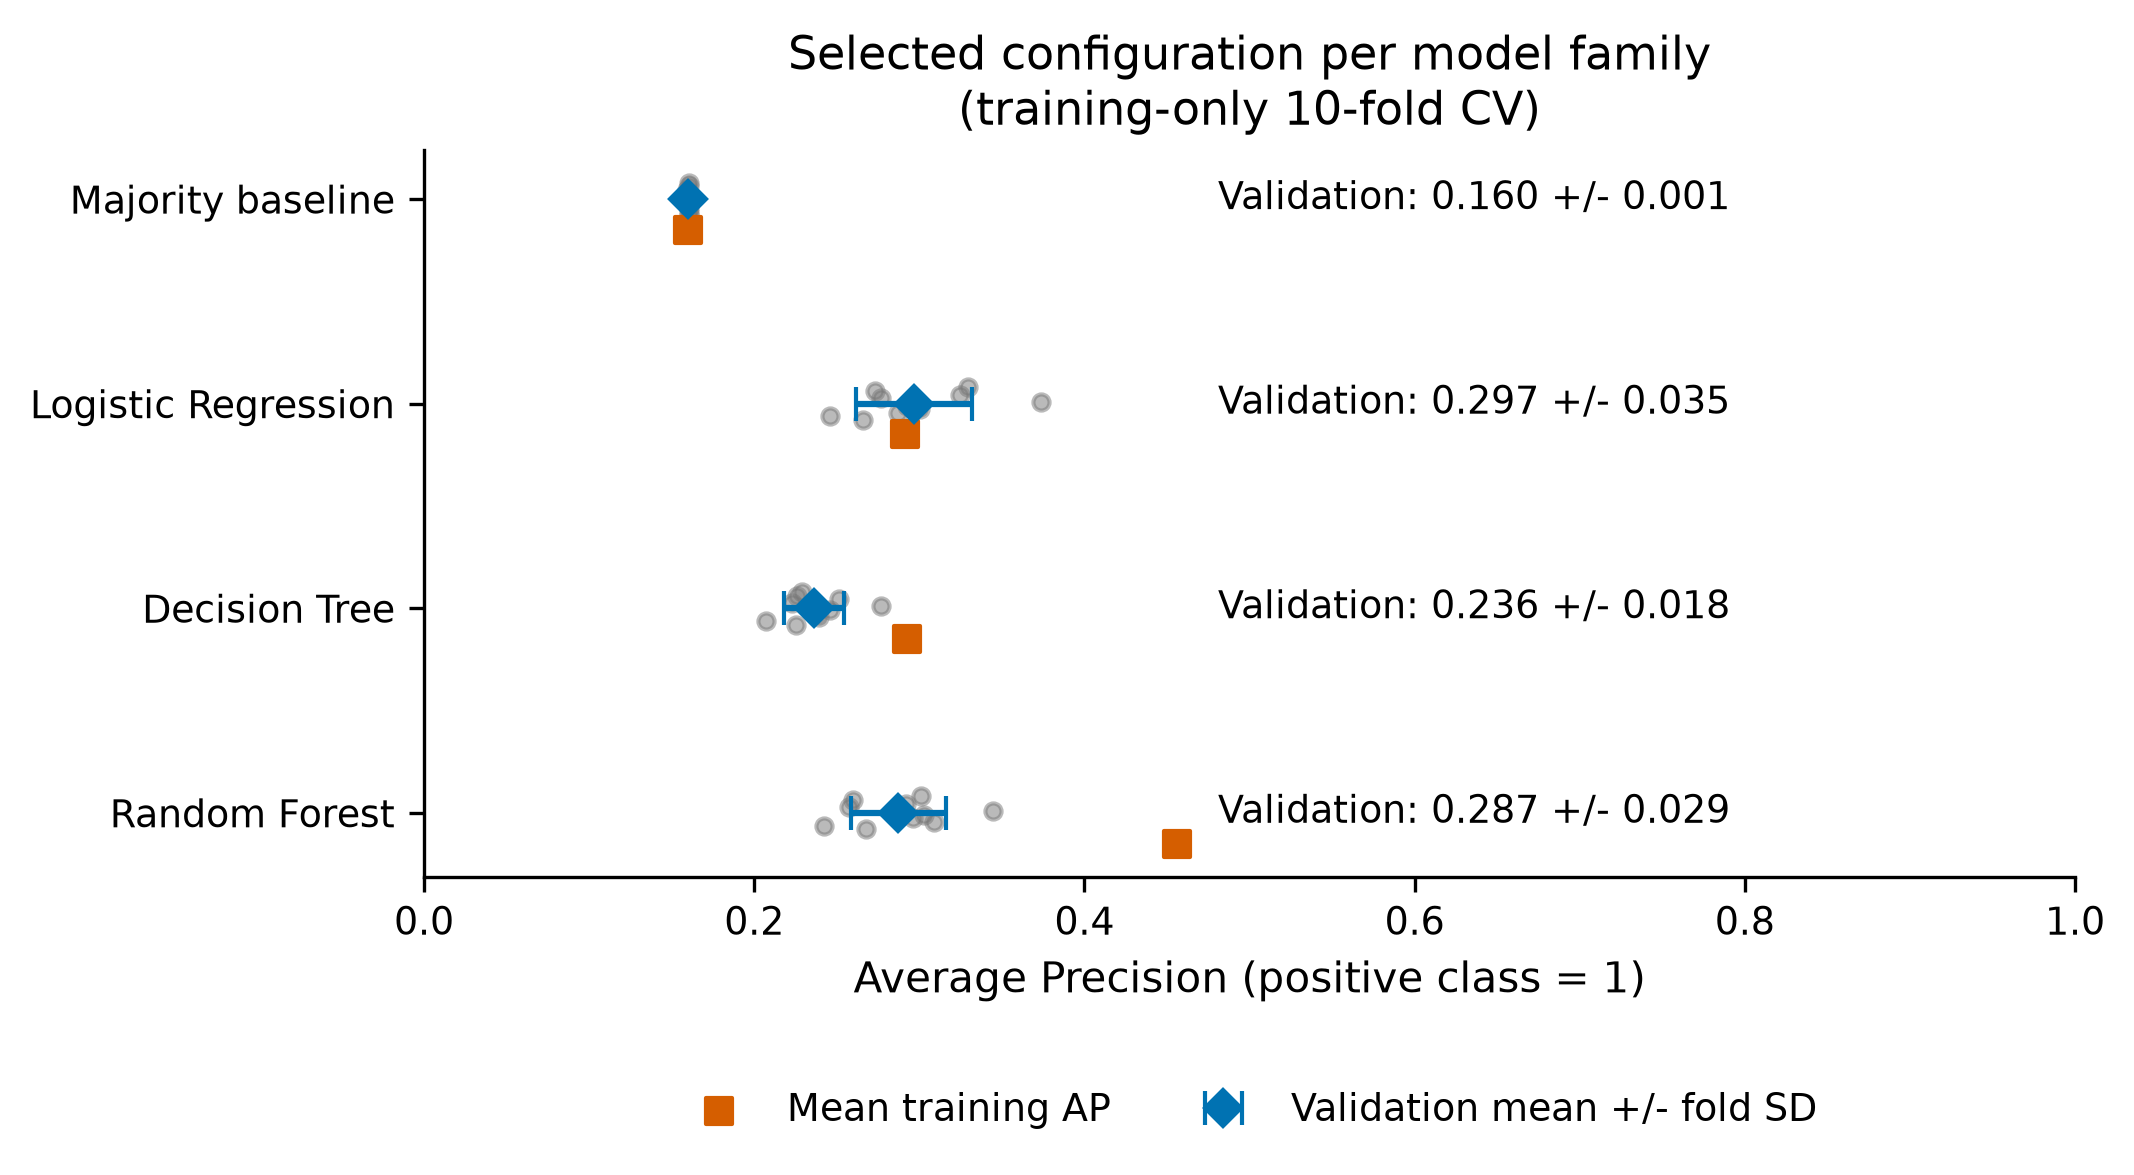 Selected configuration per model family
(training-only 10-fold CV)
Majority baseline
Validation: 0.160 +/- 0.001
Logistic Regression
Validation: 0.297 +/- 0.035
Decision Tree
Validation: 0.236 +/- 0.018
Random Forest
Validation: 0.287 +/- 0.029
0.0 0.2 0.4 0.6 0.8 1.0
Average Precision (positive class = 1)
Mean training AP Validation mean +/- fold SD